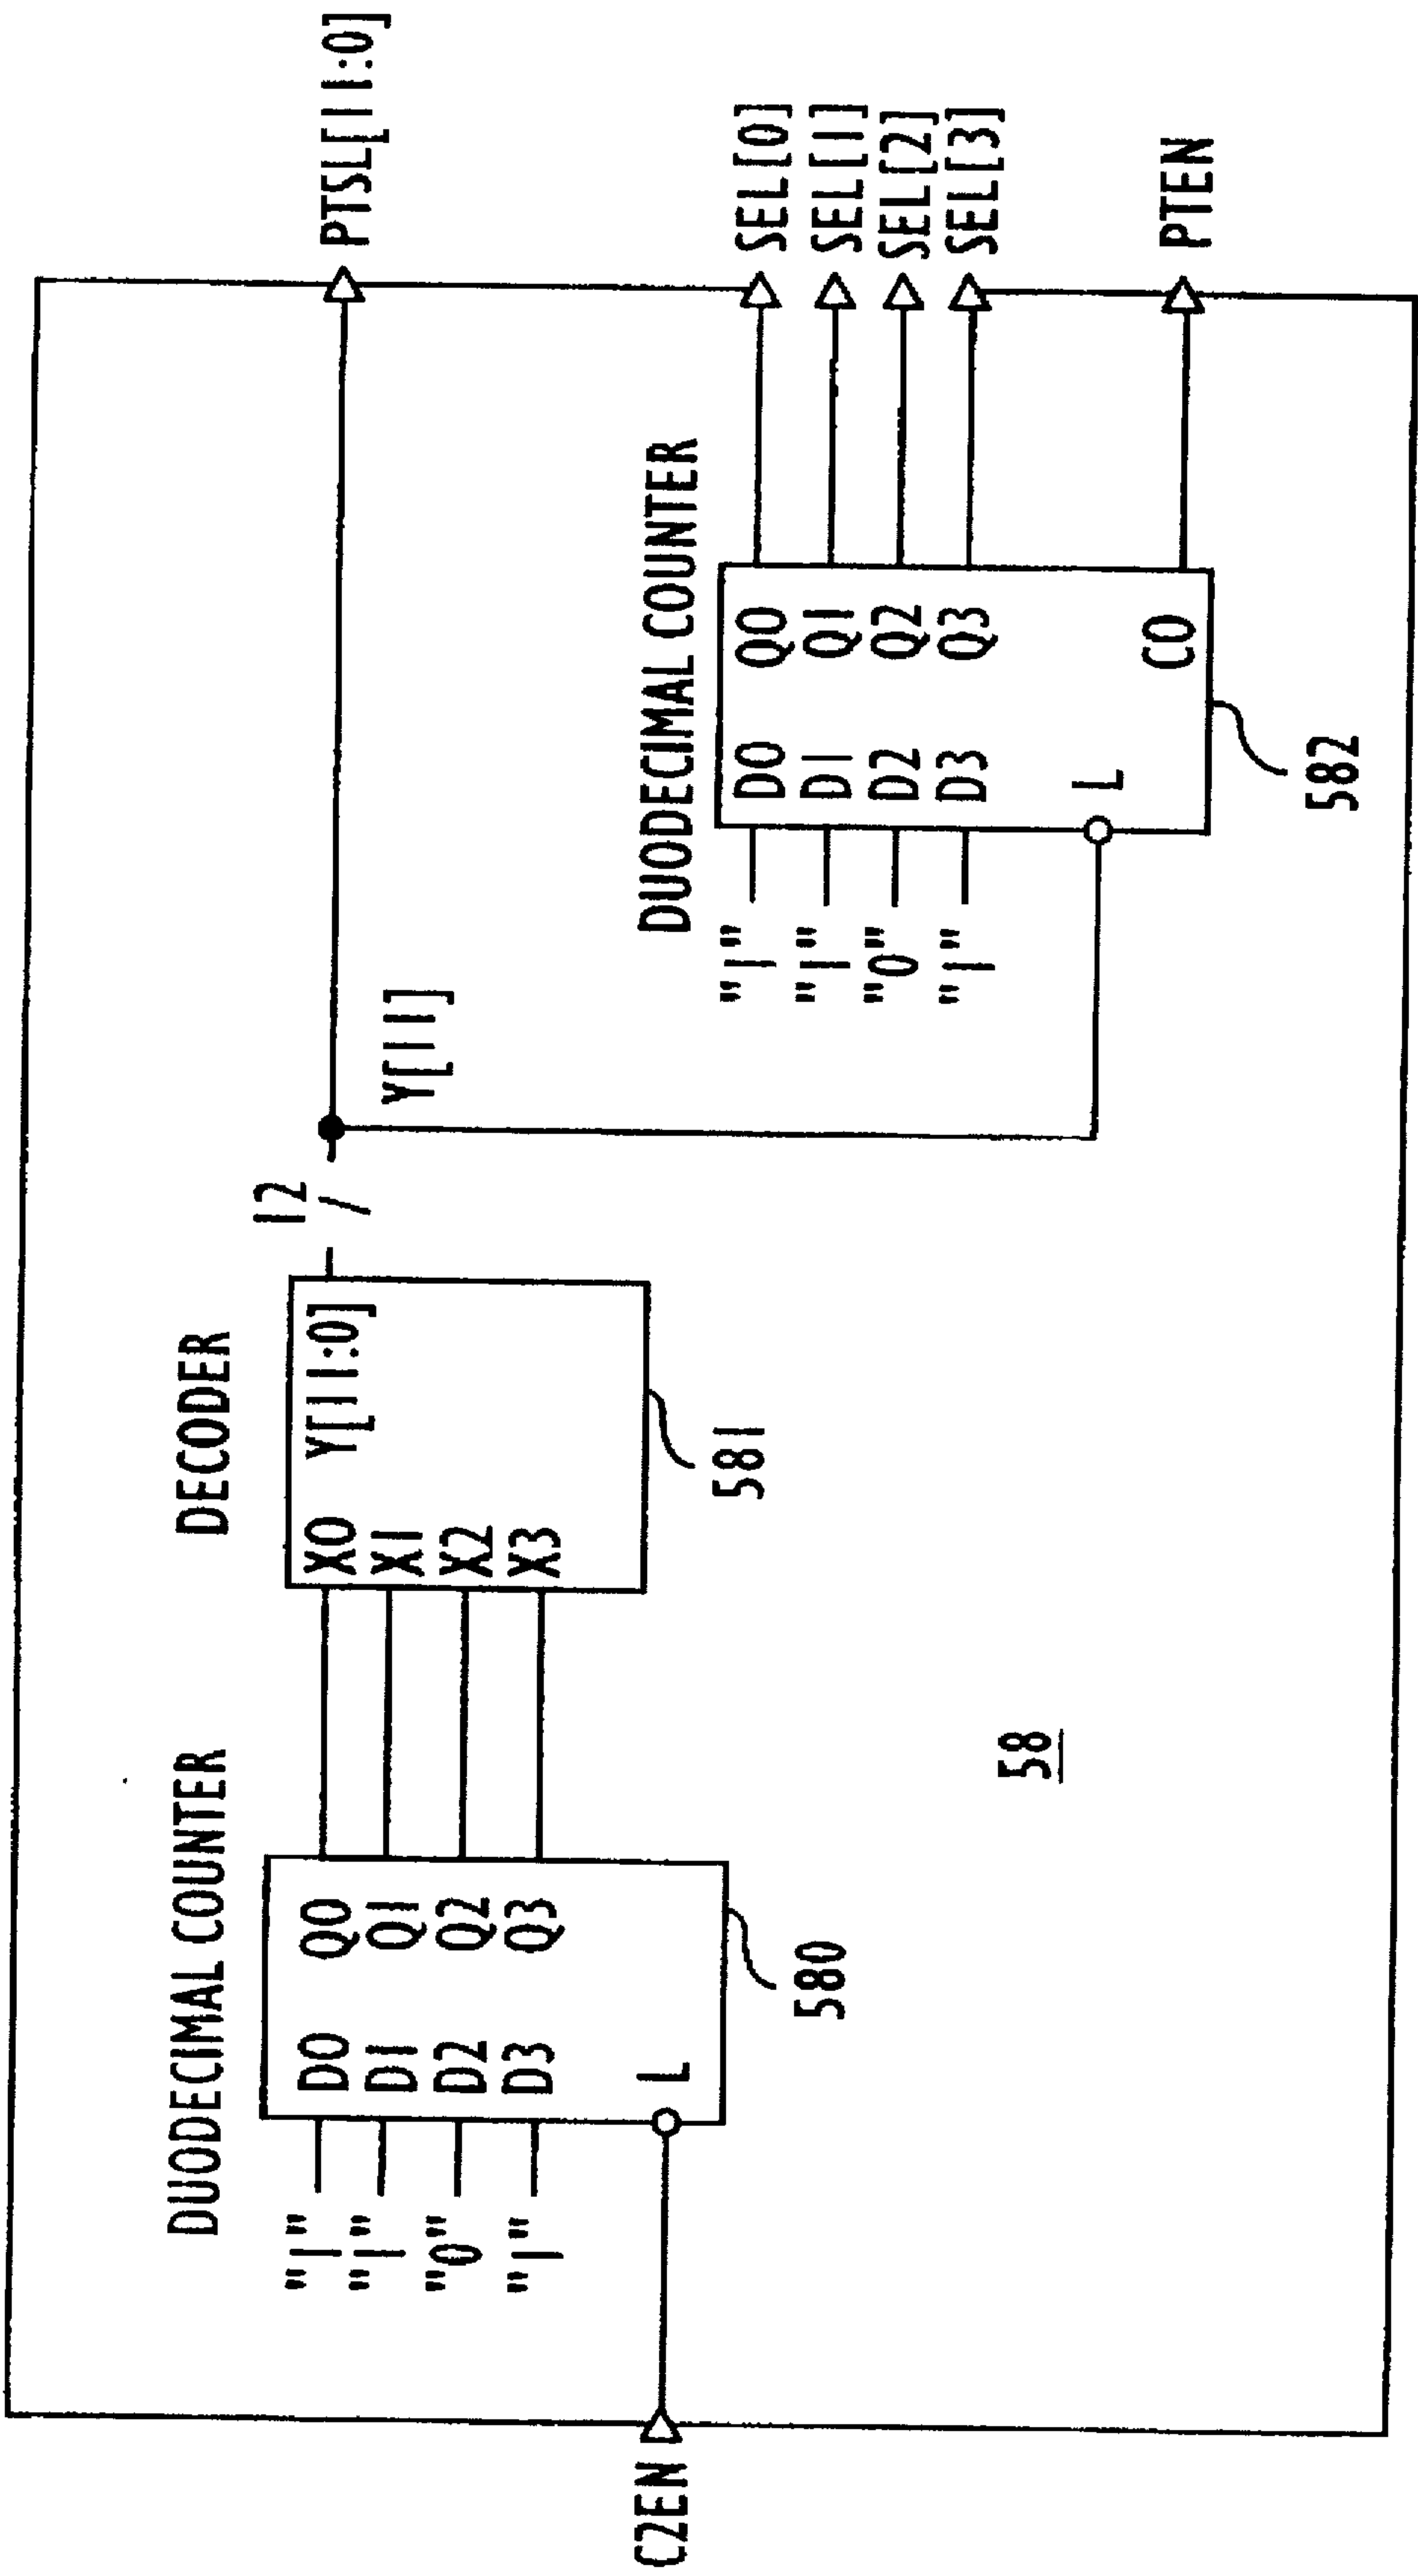 DUODECIMAL COUNTER
"1" D0 Q0
"1" D1 Q1
"0" D2 Q2
"1" D3 Q3
L
C2EN
580
DECODER
X0 Y[11:0]
X1
X2
X3
581
12
Y[11]
PTSL[11:0]
DUODECIMAL COUNTER
"1" D0 Q0 SEL[0]
"1" D1 Q1 SEL[1]
"0" D2 Q2 SEL[2]
"1" D3 Q3 SEL[3]
L CO PTEN
582
58